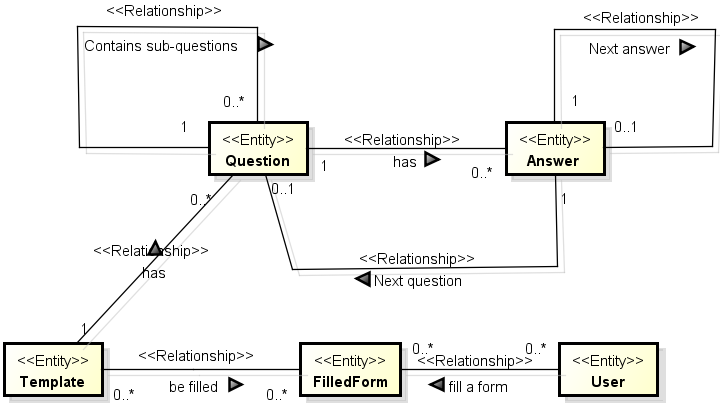 <<Relationship>>
<<Relationship>>
Contains sub-questions
Next answer
0..*
1
1
0..1
<<Entity>>
Question
<<Relationship>>
<<Entity>>
Answer
1
has
0..*
0..*
0..1
1
<<Relationship>>
has
<<Relationship>>
Next question
1
<<Entity>>
Template
<<Relationship>>
be filled
0..*
0..*
<<Entity>>
FilledForm
0..*
0..*
<<Relationship>>
fill a form
<<Entity>>
User